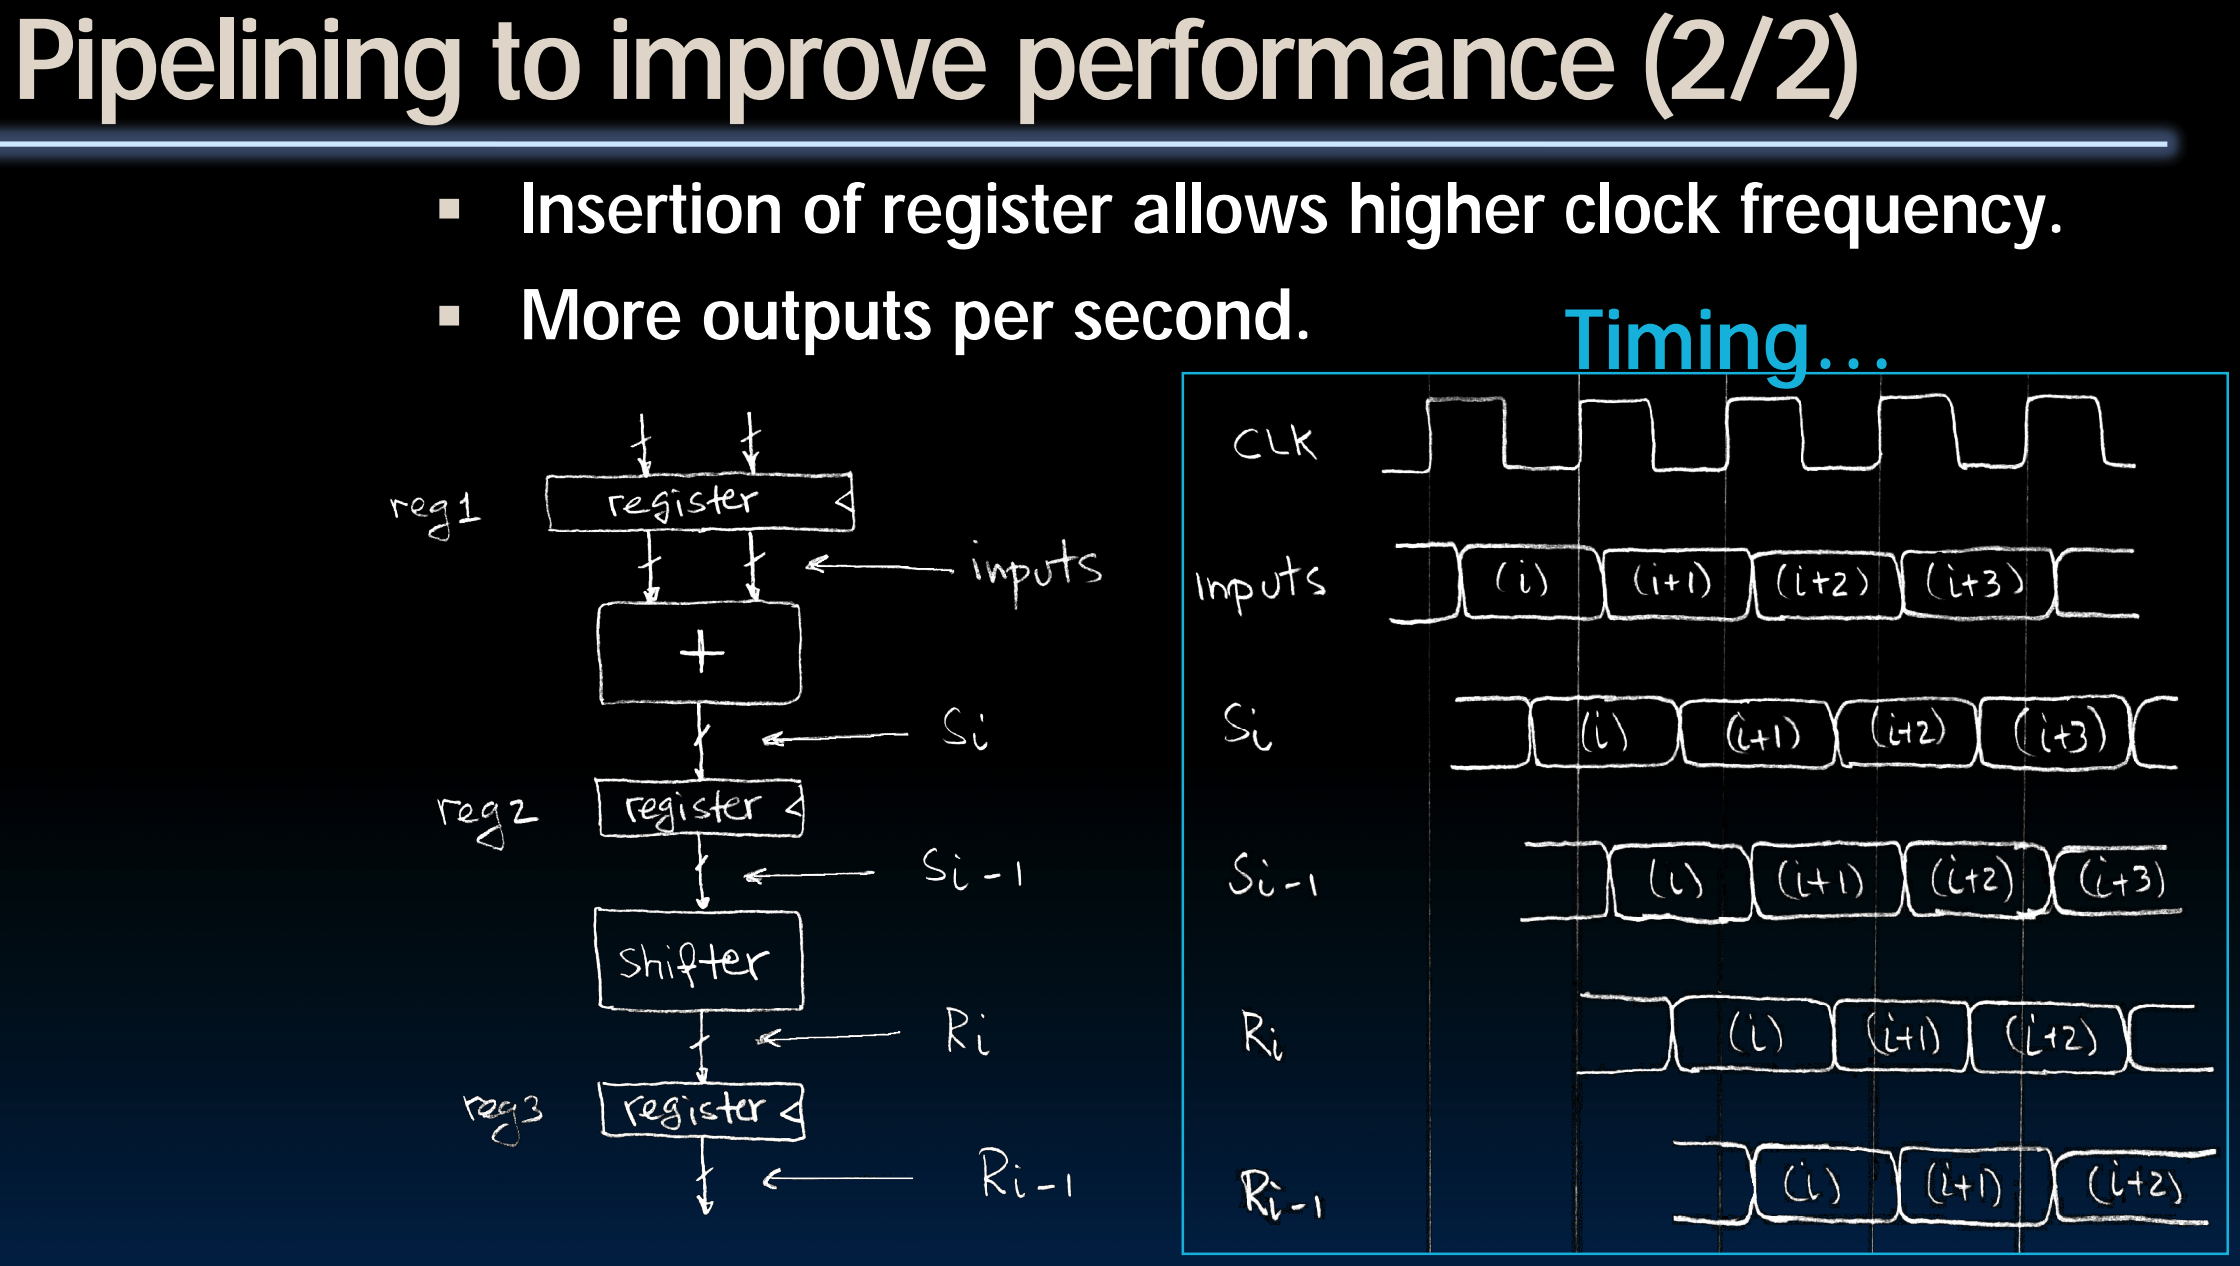 Pipelining to improve performance (2/2)
▪ Insertion of register allows higher clock frequency.
▪ More outputs per second.
Timing...
reg1
register
inputs
+
Si
reg2
register
Si-1
shifter
Ri
reg3
register
Ri-1
CLK
inputs (i) (i+1) (i+2) (i+3)
Si (i) (i+1) (i+2) (i+3)
Si-1 (i) (i+1) (i+2) (i+3)
Ri (i) (i+1) (i+2)
Ri-1 (i) (i+1) (i+2)